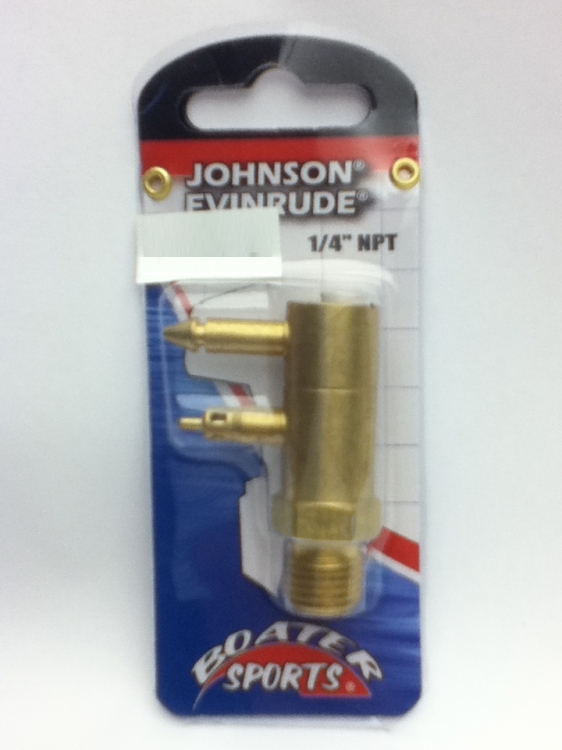 JOHNSON®
EVINRUDE®
1/4" NPT
BOATER
SPORTS®